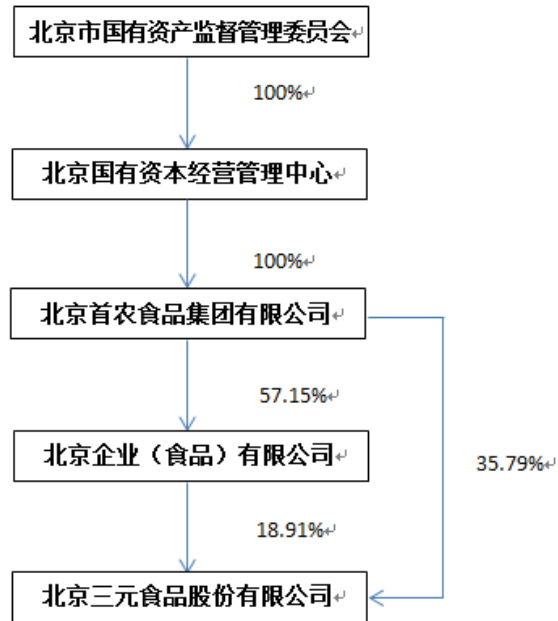 北京市国有资产监督管理委员会
100%
北京国有资本经营管理中心
100%
北京首农食品集团有限公司
57.15%
北京企业（食品）有限公司
35.79%
18.91%
北京三元食品股份有限公司